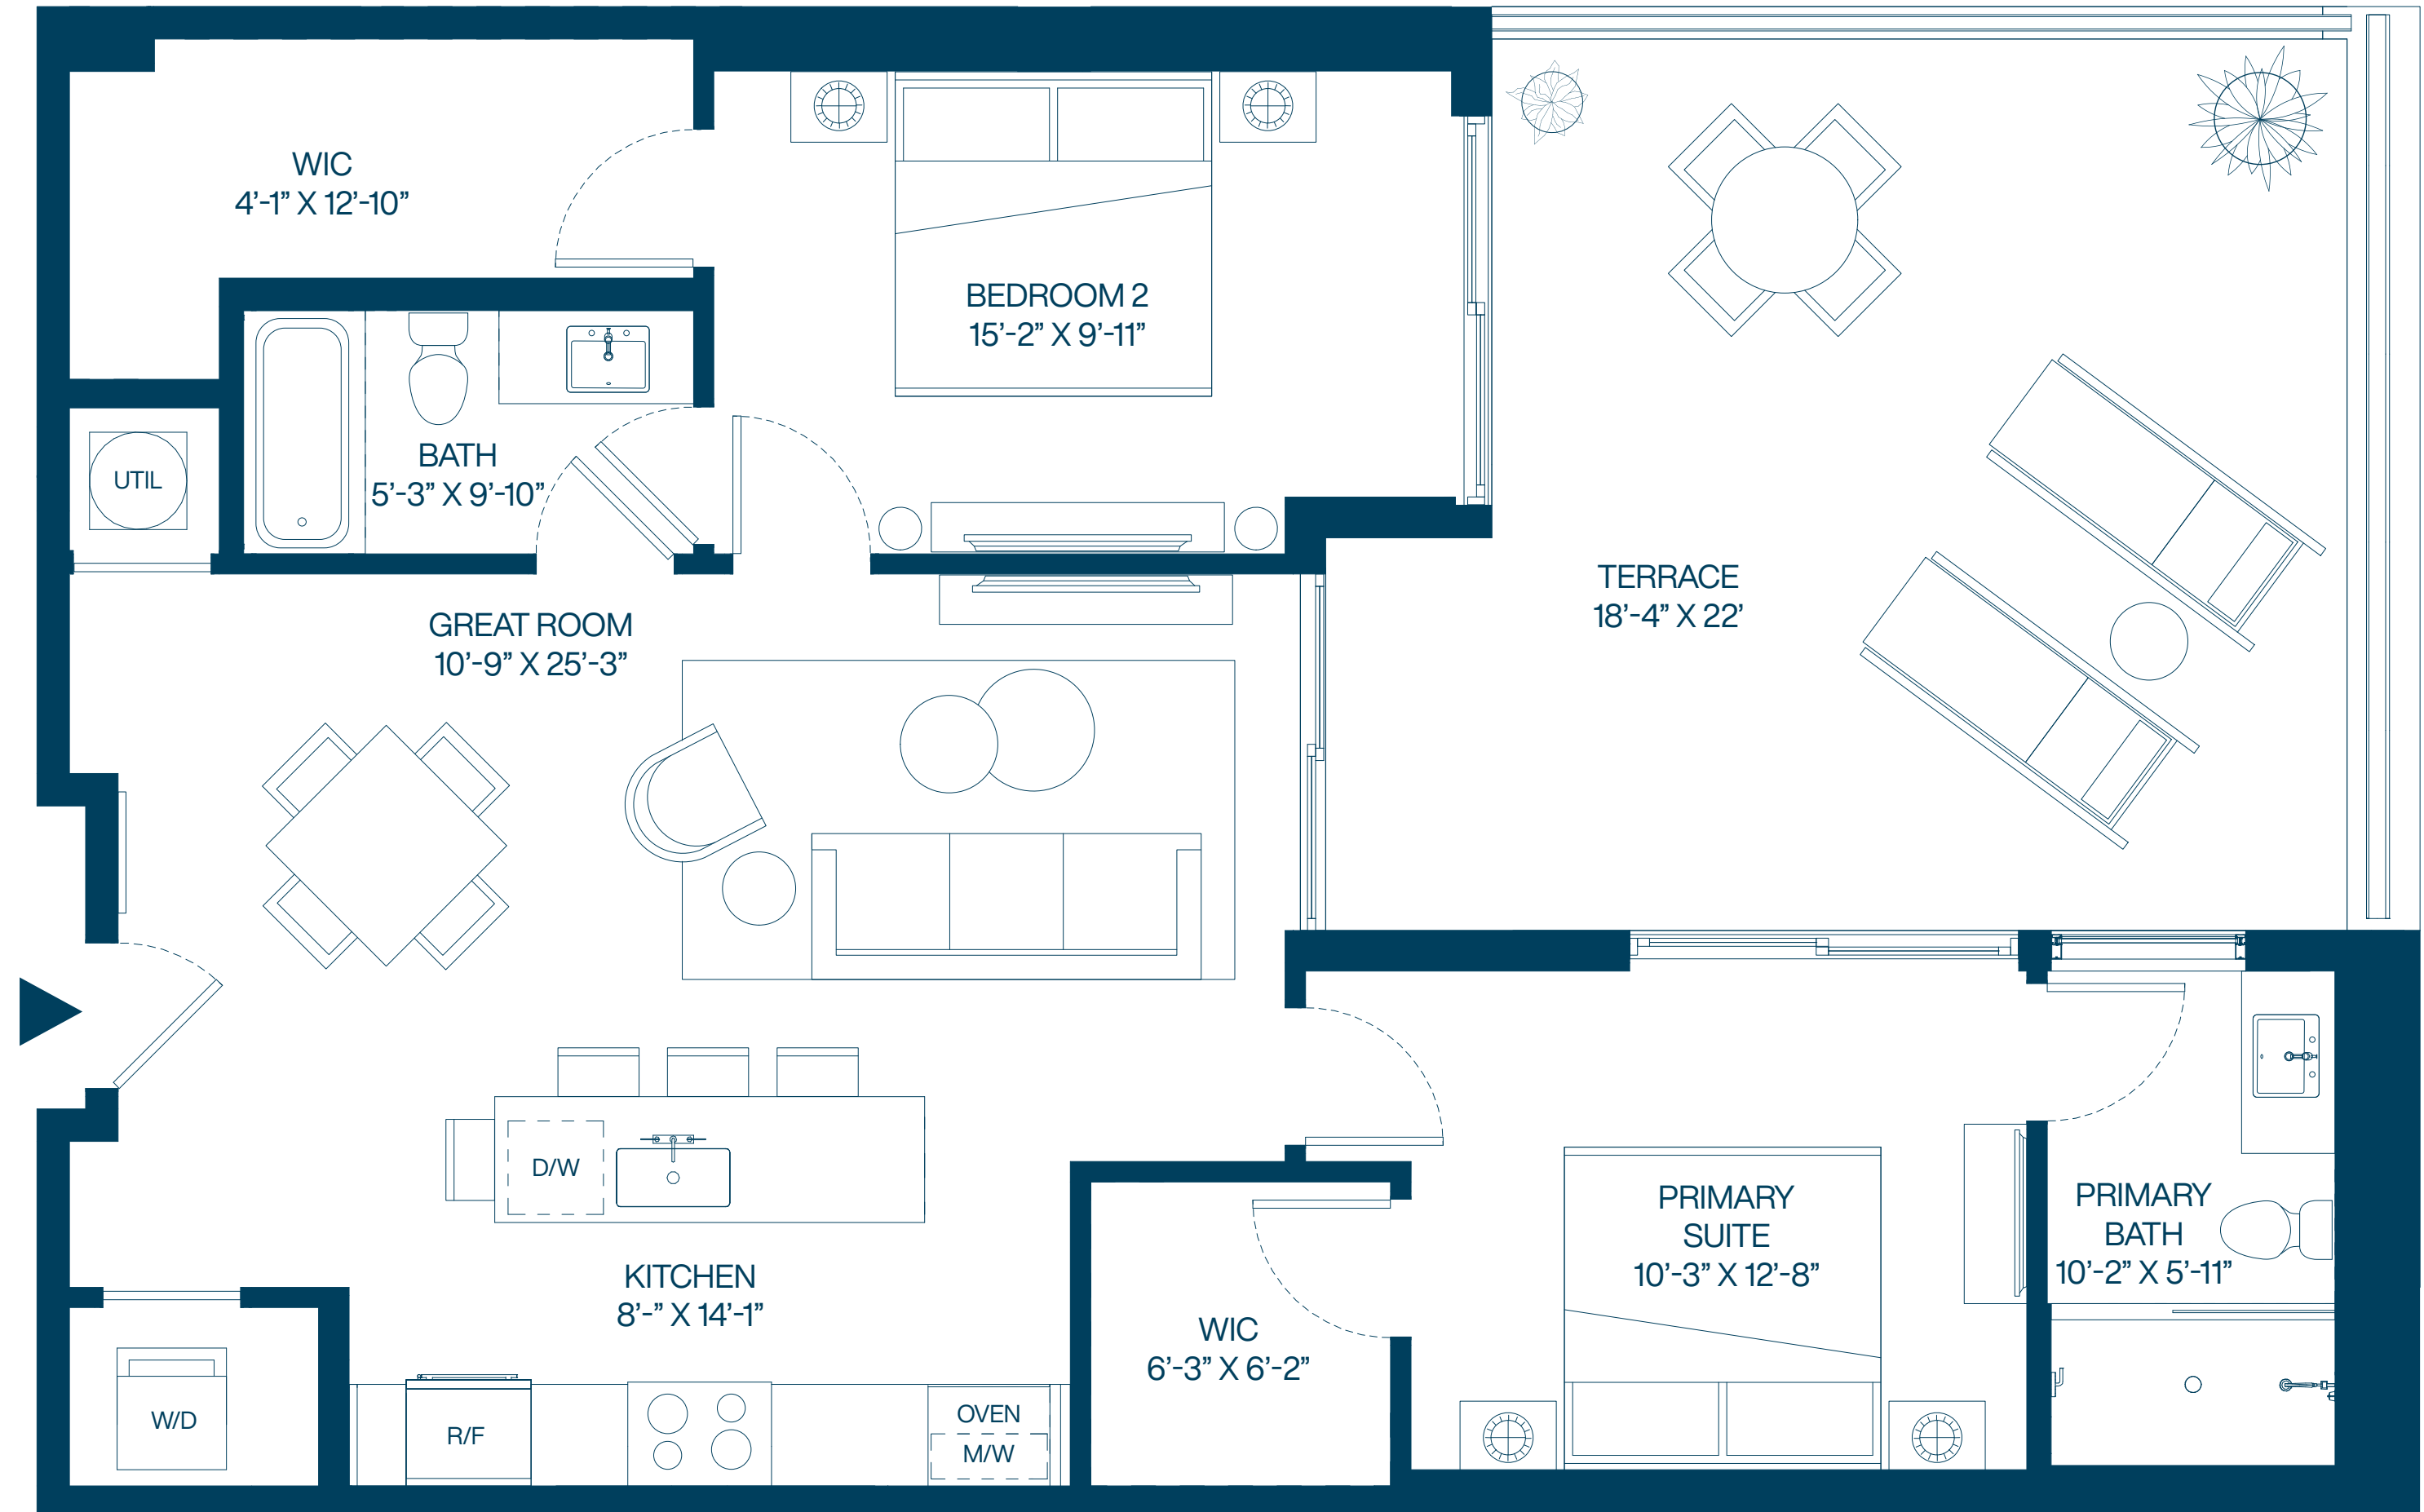 WIC
4’-1” X 12’-10”
BEDROOM 2
15’-2” X 9’-11”
BATH
5’-3” X 9’-10”
UTIL
GREAT ROOM
10’-9” X 25’-3”
TERRACE
18’-4” X 22’
D/W
KITCHEN
8’-” X 14’-1”
W/D
R/F
OVEN
M/W
WIC
6’-3” X 6’-2”
PRIMARY
SUITE
10’-3” X 12’-8”
PRIMARY
BATH
10’-2” X 5’-11”